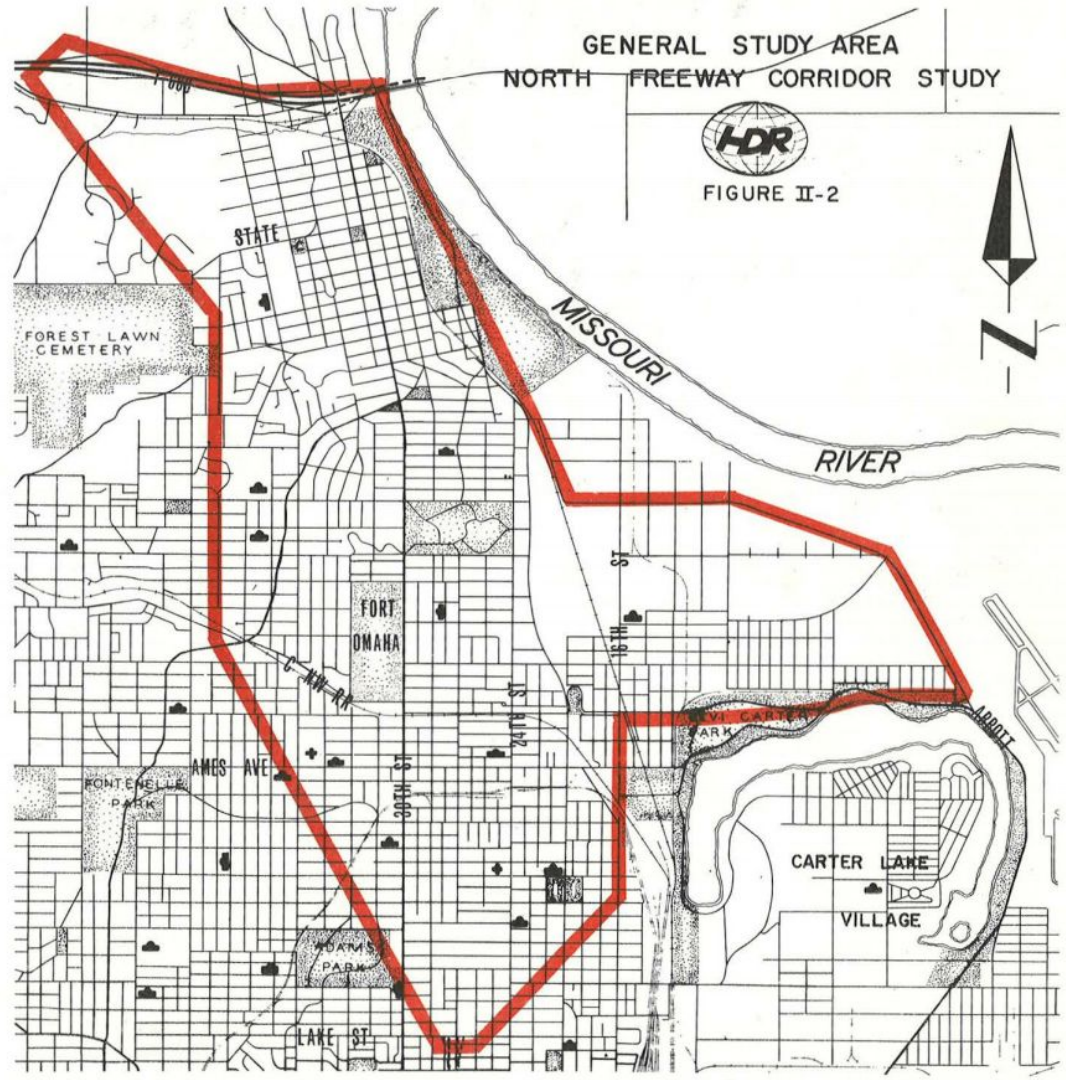 GENERAL STUDY AREA
NORTH FREEWAY CORRIDOR STUDY
HDR
FIGURE II-2
I-680
STATE
C
N
FOREST LAWN
CEMETERY
MISSOURI
RIVER
FORT
OMAHA
16TH ST
C NW RR
24TH ST
LEVI CARTER
PARK
ABBOTT
AMES AVE
FONTENELLE
PARK
30TH ST
CARTER LAKE
VILLAGE
ADAMS
PARK
LAKE ST